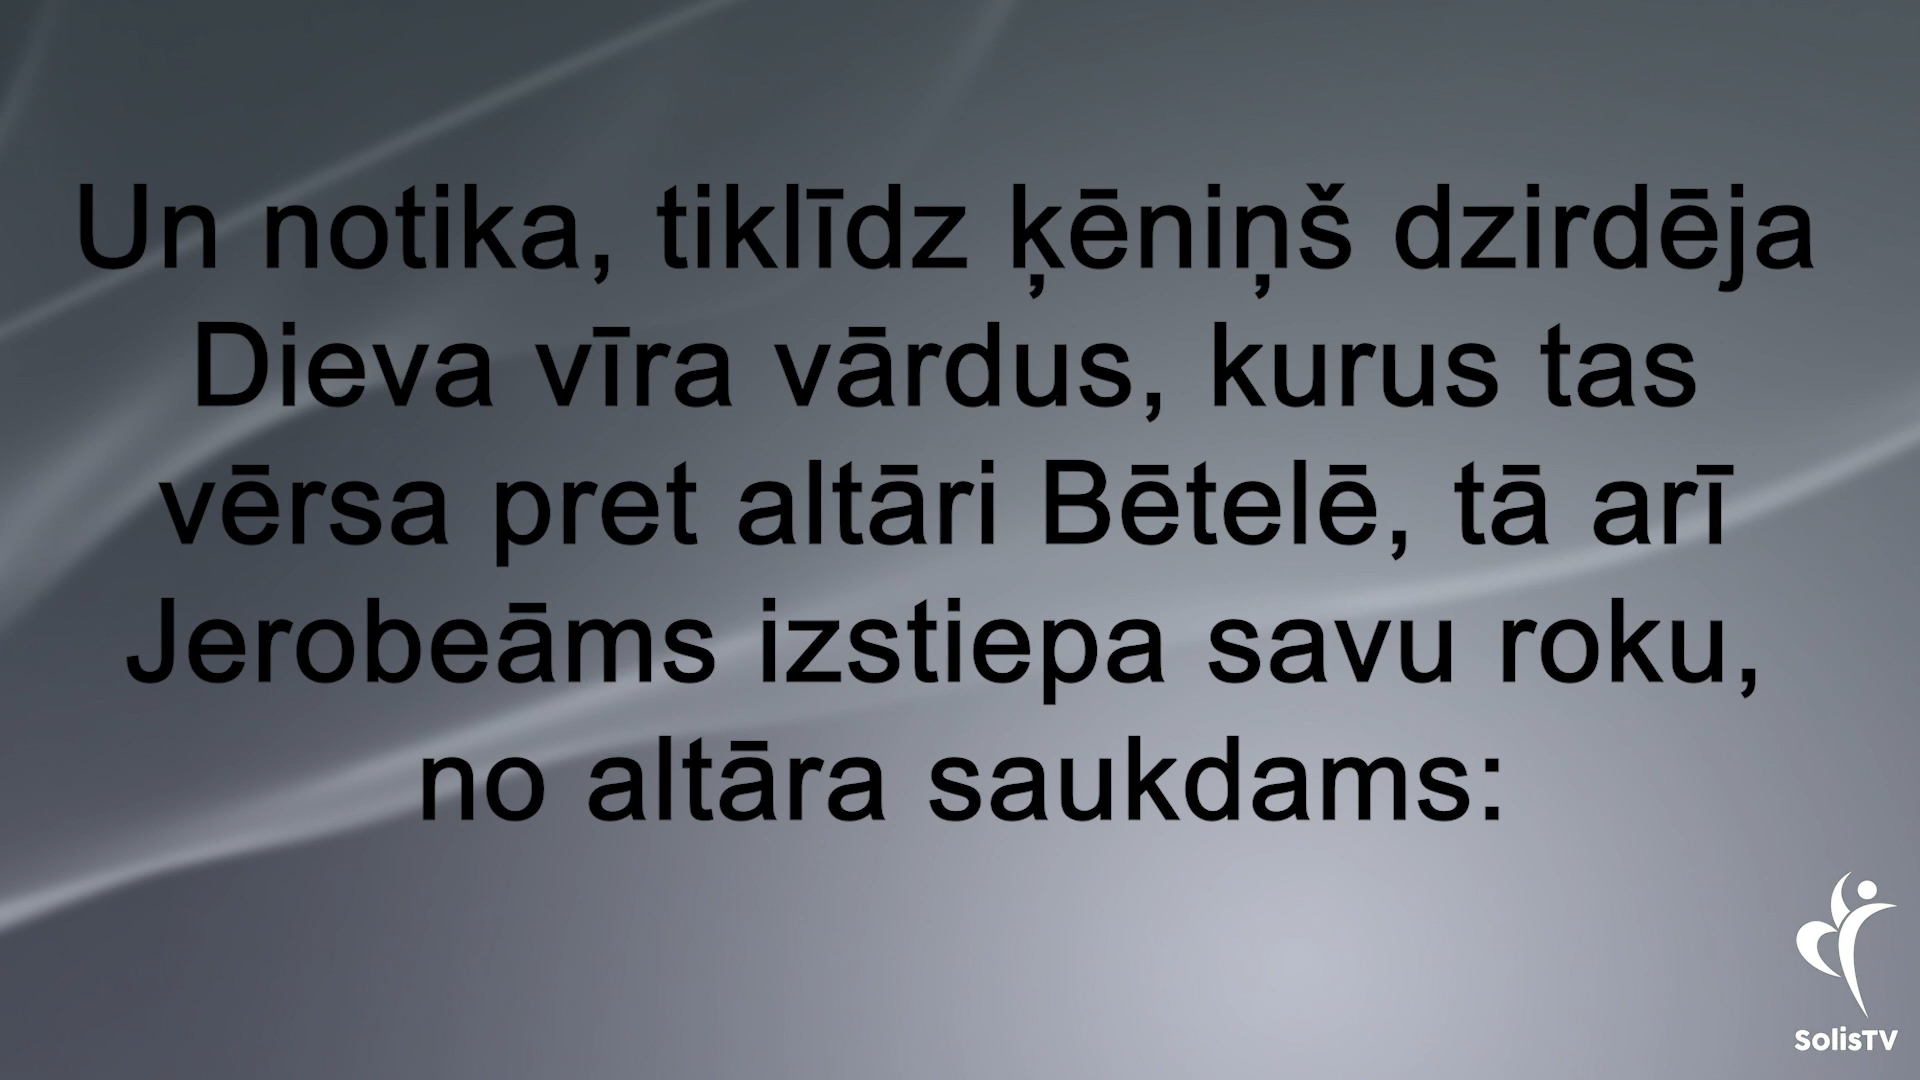 Un notika, tiklīdz ķēniņš dzirdēja
Dieva vīra vārdus, kurus tas
vērsa pret altāri Bētelē, tā arī
Jerobeāms izstiepa savu roku,
no altāra saukdams:
SolisTV